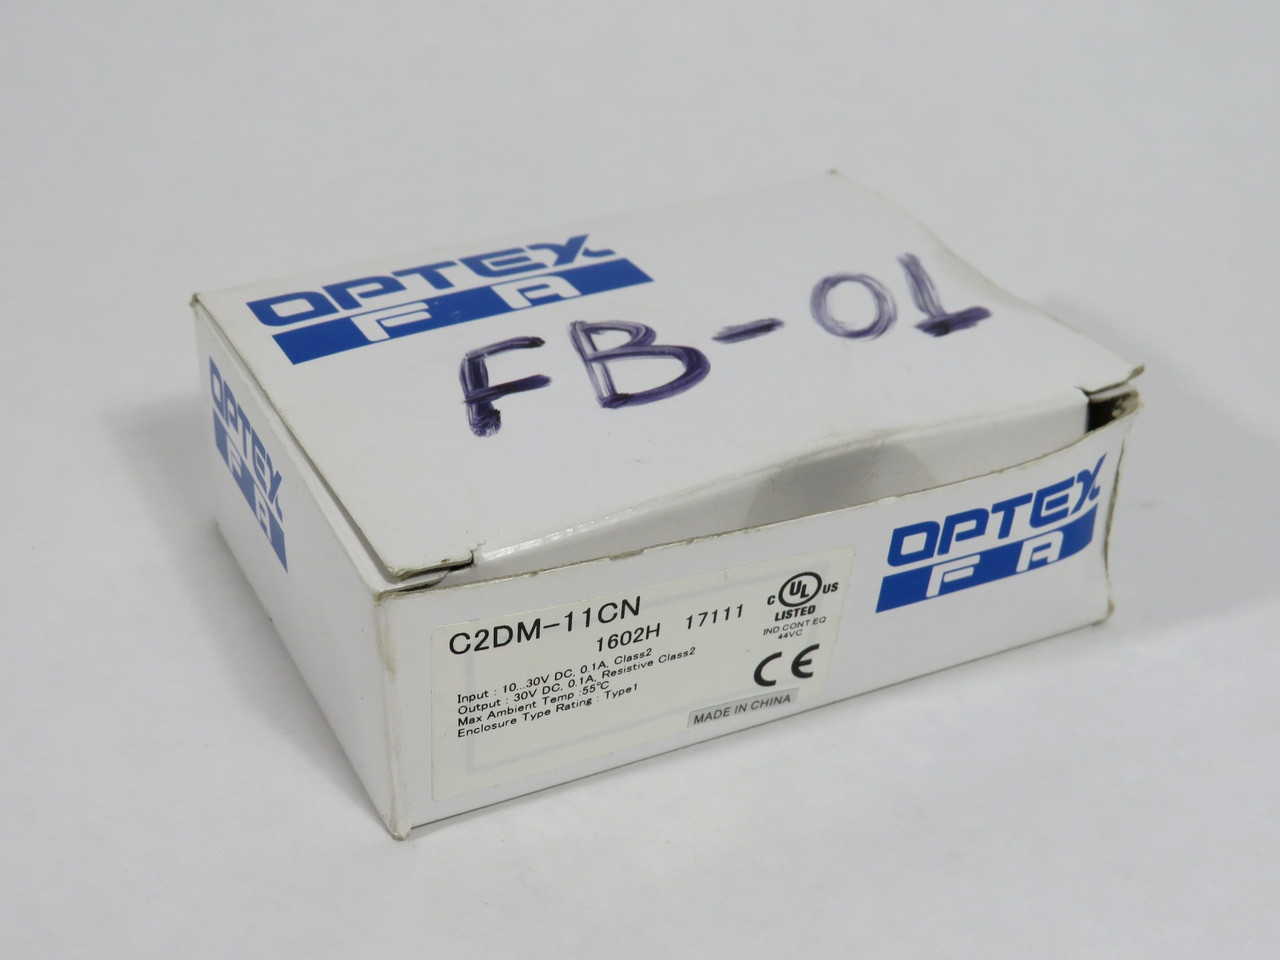 OPTEX
FA
FB-01
OPTEX
FA
OPTEX
FA
C2DM-11CN
1602H 17111
Input : 10...30V DC, 0.1A, Class2
Output : 30V DC, 0.1A, Resistive Class2
Max Ambient Temp :55℃
Enclosure Type Rating : Type1
C UL US
LISTED
IND.CONT.EQ
44VC
CE
MADE IN CHINA